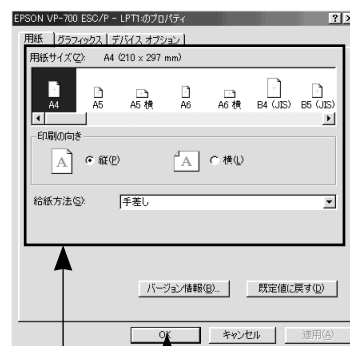 EPSON VP-700 ESC/P - LPT1:のプロパティ
用紙 グラフィックス デバイス オプション
用紙サイズ(Z): A4 (210 x 297 mm)
A4 A5 A5 横 A6 A6 横 B4 (JIS) B5 (JIS)
印刷の向き
A 縦(P) A 横(L)
給紙方法(S): 手差し
バージョン情報(B)... 既定値に戻す(D)
OK キャンセル 適用(A)